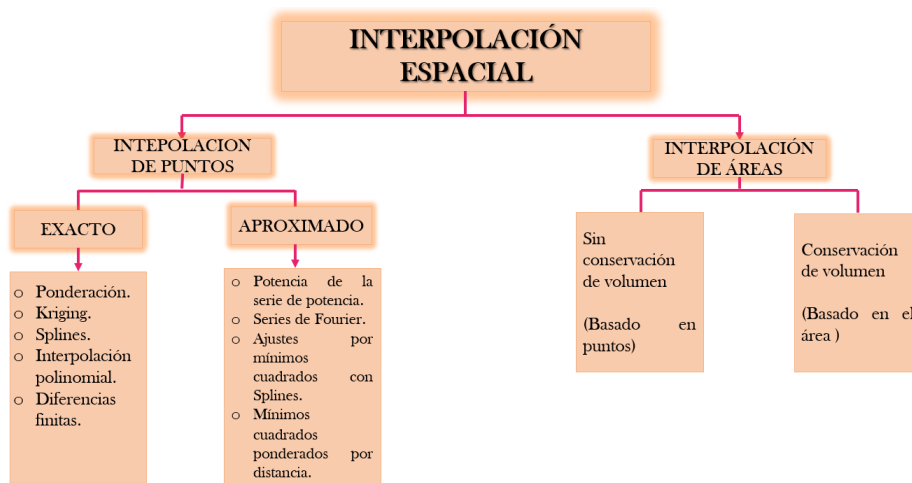 INTERPOLACIÓN
ESPACIAL
INTEPOLACION
DE PUNTOS
INTERPOLACIÓN
DE ÁREAS
EXACTO
APROXIMADO
o Ponderación.
o Kriging.
o Splines.
o Interpolación
polinomial.
o Diferencias
finitas.
o Potencia de la
serie de potencia.
o Series de Fourier.
o Ajustes por
mínimos
cuadrados con
Splines.
o Mínimos
cuadrados
ponderados por
distancia.
Sin
conservación
de volumen
(Basado en
puntos)
Conservación
de volumen
(Basado en el
área )